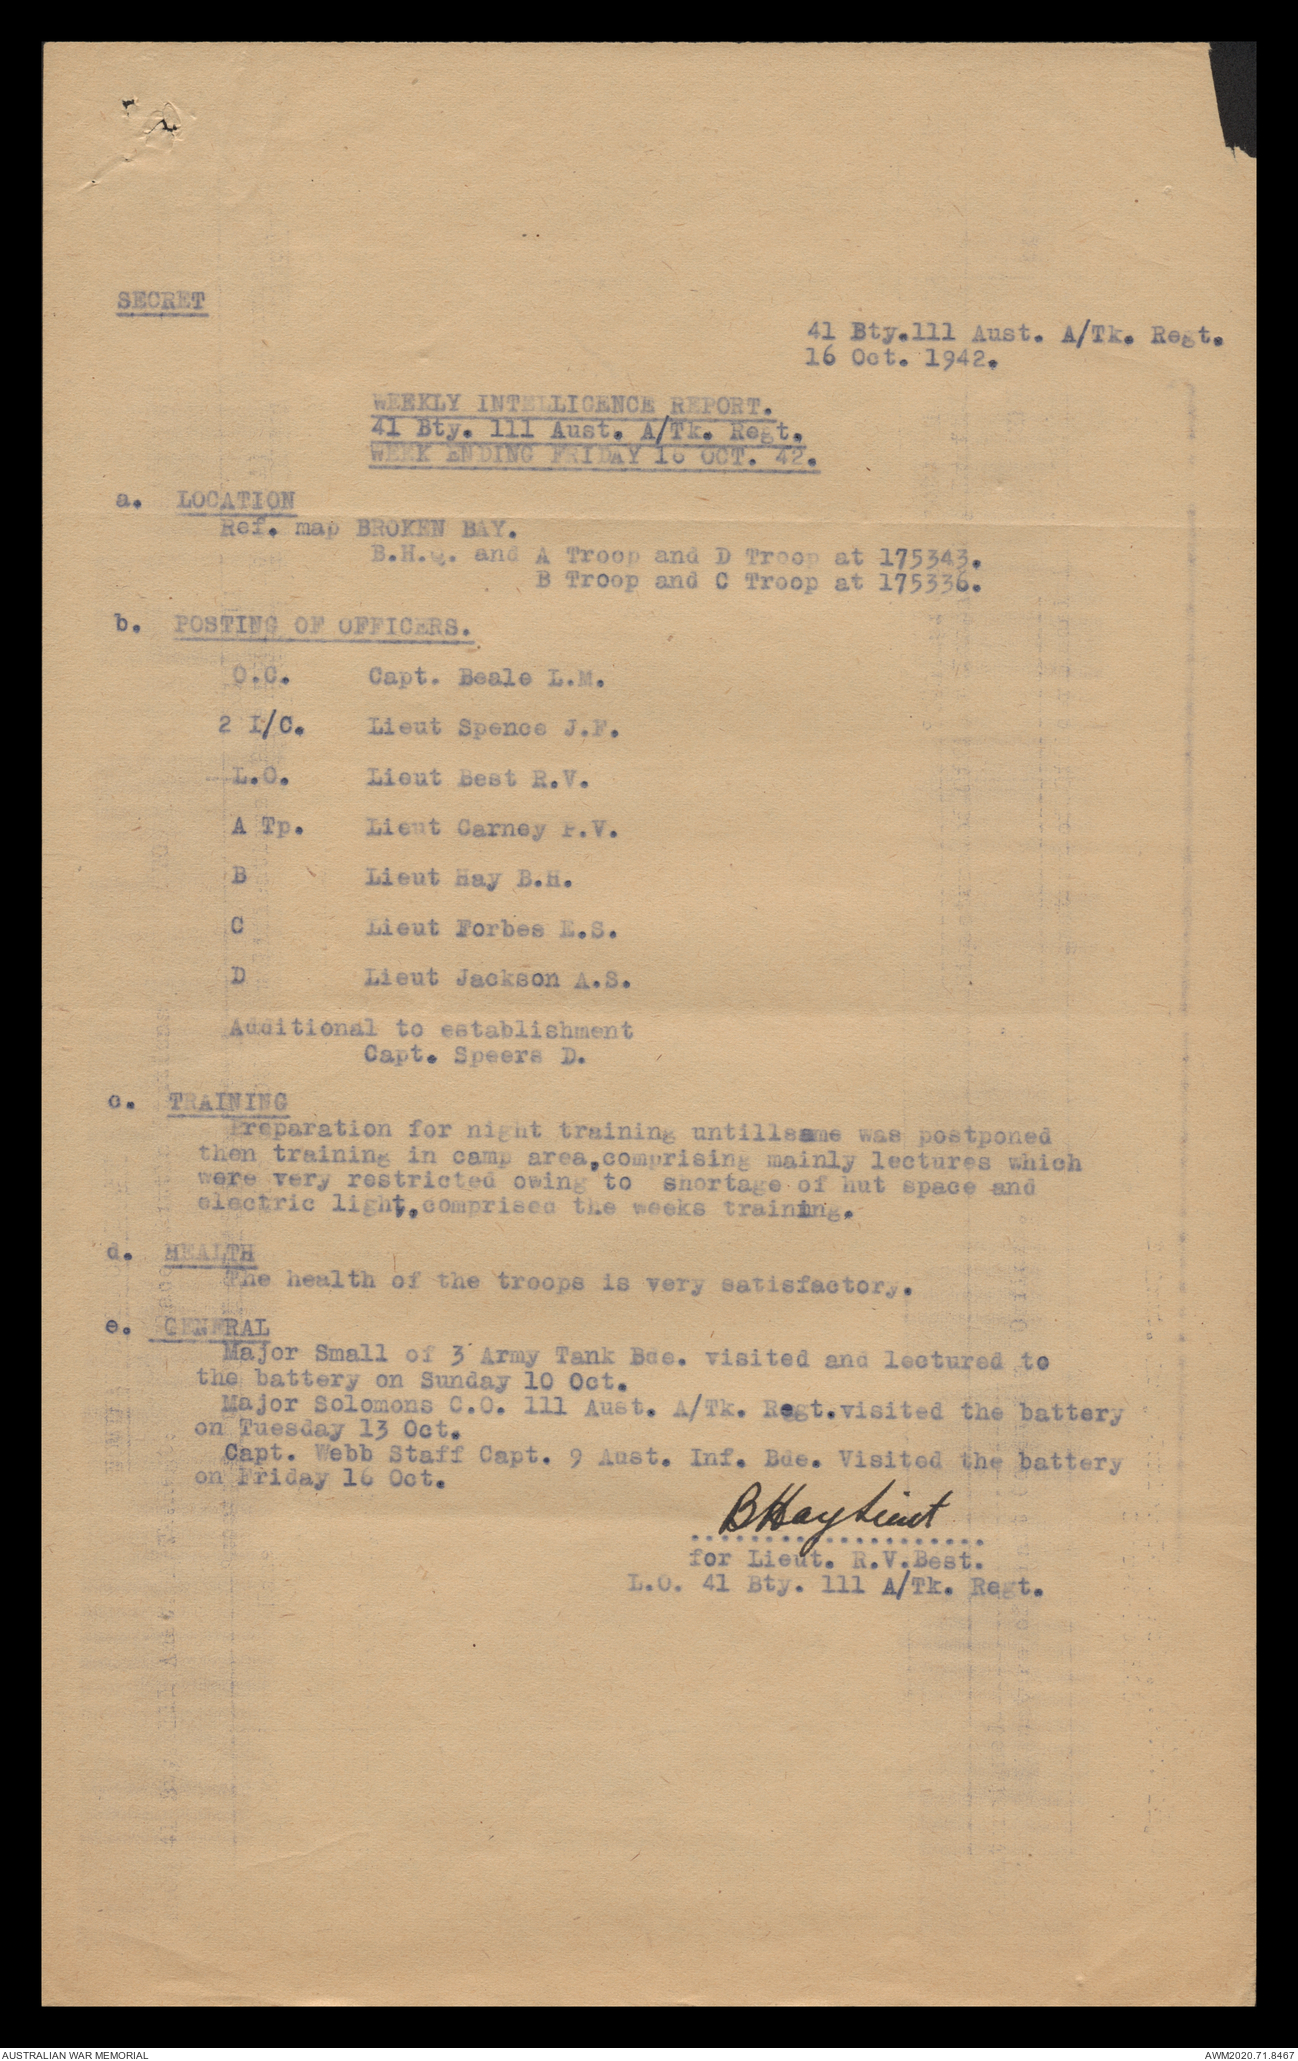 SECRET
41 Bty.111 Aust. A/Tk. Regt.
16 Oct. 1942.
WEEKLY INTELLIGENCE REPORT.
41 Bty. 111 Aust. A/Tk. Regt.
WEEK ENDING FRIDAY 16 OCT. 42.
a. LOCATION
Ref. map BROKEN BAY.
B.H.Q. and A Troop and D Troop at 175343.
B Troop and C Troop at 175336.
b. POSTING OF OFFICERS.
O.C. Capt. Beale L.M.
2 I/C. Lieut Spence J.F.
L.O. Lieut Best R.V.
A Tp. Lieut Carney P.V.
B Lieut Hay B.H.
C Lieut Forbes E.S.
D Lieut Jackson A.S.
Additional to establishment
Capt. Speers D.
c. TRAINING
Preparation for night training untillsame was postponed
then training in camp area,comprising mainly lectures which
were very restricted owing to shortage of hut space and
electric light,comprised the weeks training.
d. HEALTH
The health of the troops is very satisfactory.
e. GENERAL
Major Small of 3 Army Tank Bde. visited and lectured to
the battery on Sunday 10 Oct.
Major Solomons C.O. 111 Aust. A/Tk. Regt.visited the battery
on Tuesday 13 Oct.
Capt. Webb Staff Capt. 9 Aust. Inf. Bde. Visited the battery
on Friday 16 Oct.
BHay Lieut
....................
for Lieut. R.V.Best.
L.O. 41 Bty. 111 A/Tk. Regt.
AUSTRALIAN WAR MEMORIAL
AWM2020.71.8467